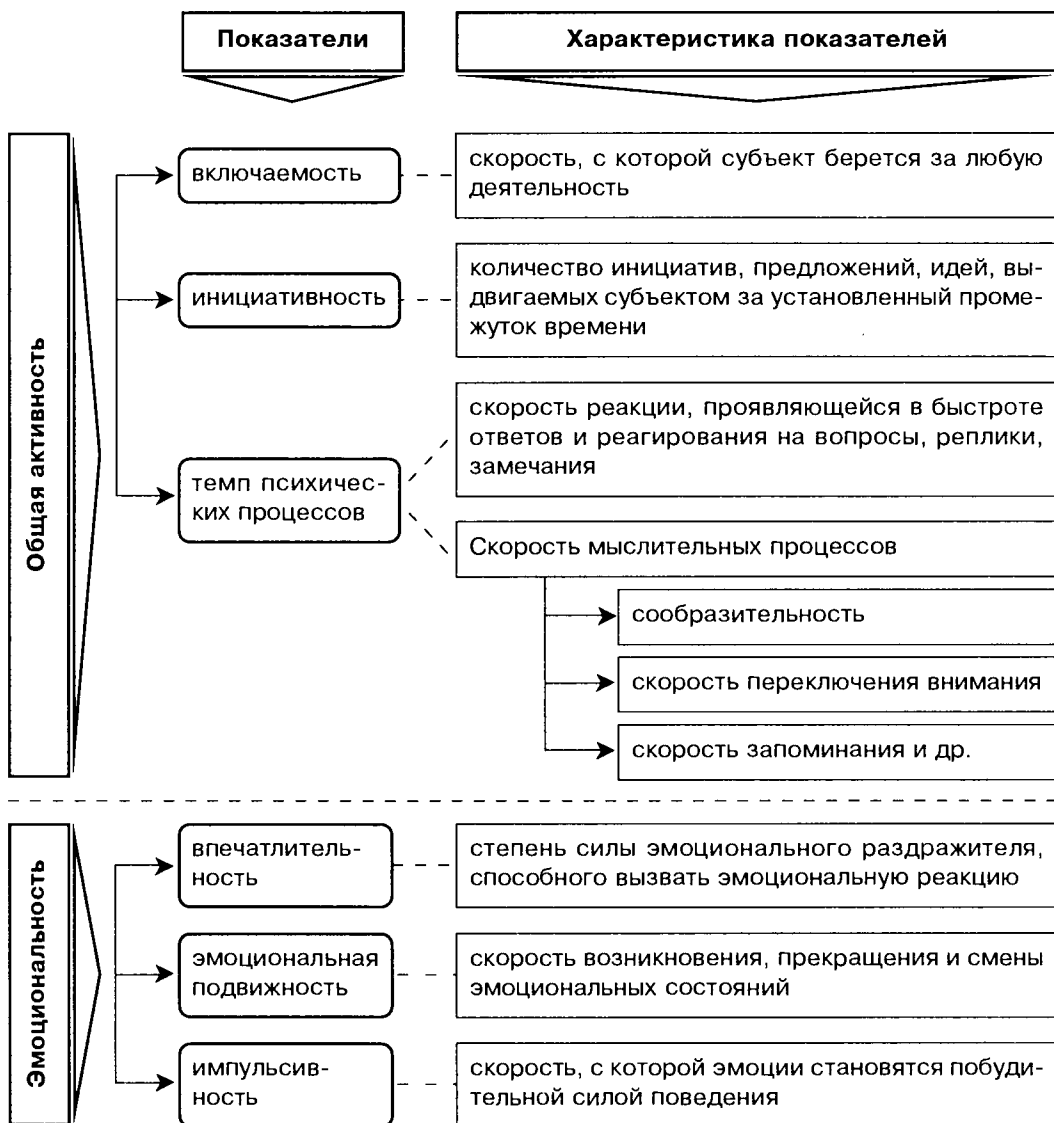 Показатели
Характеристика показателей
Общая активность
включаемость
скорость, с которой субъект берется за любую
деятельность
инициативность
количество инициатив, предложений, идей, вы-
двигаемых субъектом за установленный проме-
жуток времени
темп психичес-
ких процессов
скорость реакции, проявляющейся в быстроте
ответов и реагирования на вопросы, реплики,
замечания
Скорость мыслительных процессов
сообразительность
скорость переключения внимания
скорость запоминания и др.
Эмоциональность
впечатлитель-
ность
степень силы эмоционального раздражителя,
способного вызвать эмоциональную реакцию
эмоциональная
подвижность
скорость возникновения, прекращения и смены
эмоциональных состояний
импульсив-
ность
скорость, с которой эмоции становятся побуди-
тельной силой поведения